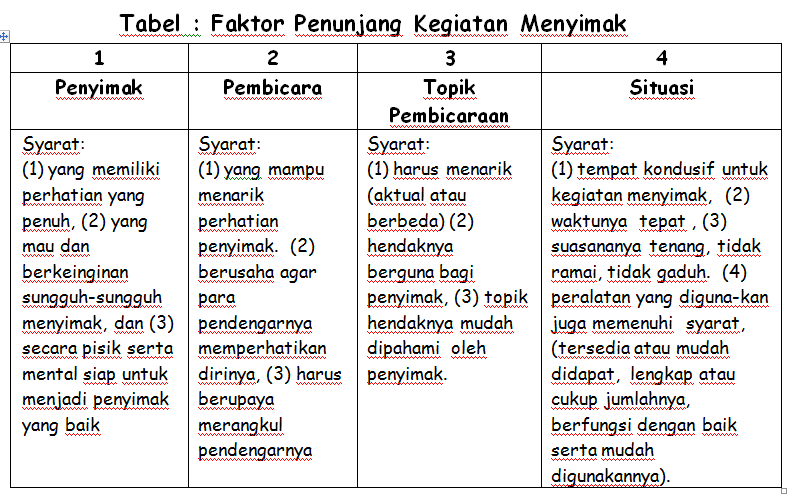 Tabel : Faktor Penunjang Kegiatan Menyimak
1
2
3
4
Penyimak
Pembicara
Topik
Pembicaraan
Situasi
Syarat:
(1) yang memiliki
perhatian yang
penuh, (2) yang
mau dan
berkeinginan
sungguh-sungguh
menyimak, dan (3)
secara pisik serta
mental siap untuk
menjadi penyimak
yang baik
Syarat:
(1) yang mampu
menarik
perhatian
penyimak. (2)
berusaha agar
para
pendengarnya
memperhatikan
dirinya, (3) harus
berupaya
merangkul
pendengarnya
Syarat:
(1) harus menarik
(aktual atau
berbeda) (2)
hendaknya
berguna bagi
penyimak, (3) topik
hendaknya mudah
dipahami oleh
penyimak.
Syarat:
(1) tempat kondusif untuk
kegiatan menyimak, (2)
waktunya tepat , (3)
suasananya tenang, tidak
ramai, tidak gaduh. (4)
peralatan yang diguna-kan
juga memenuhi syarat,
(tersedia atau mudah
didapat, lengkap atau
cukup jumlahnya,
berfungsi dengan baik
serta mudah
digunakannya).